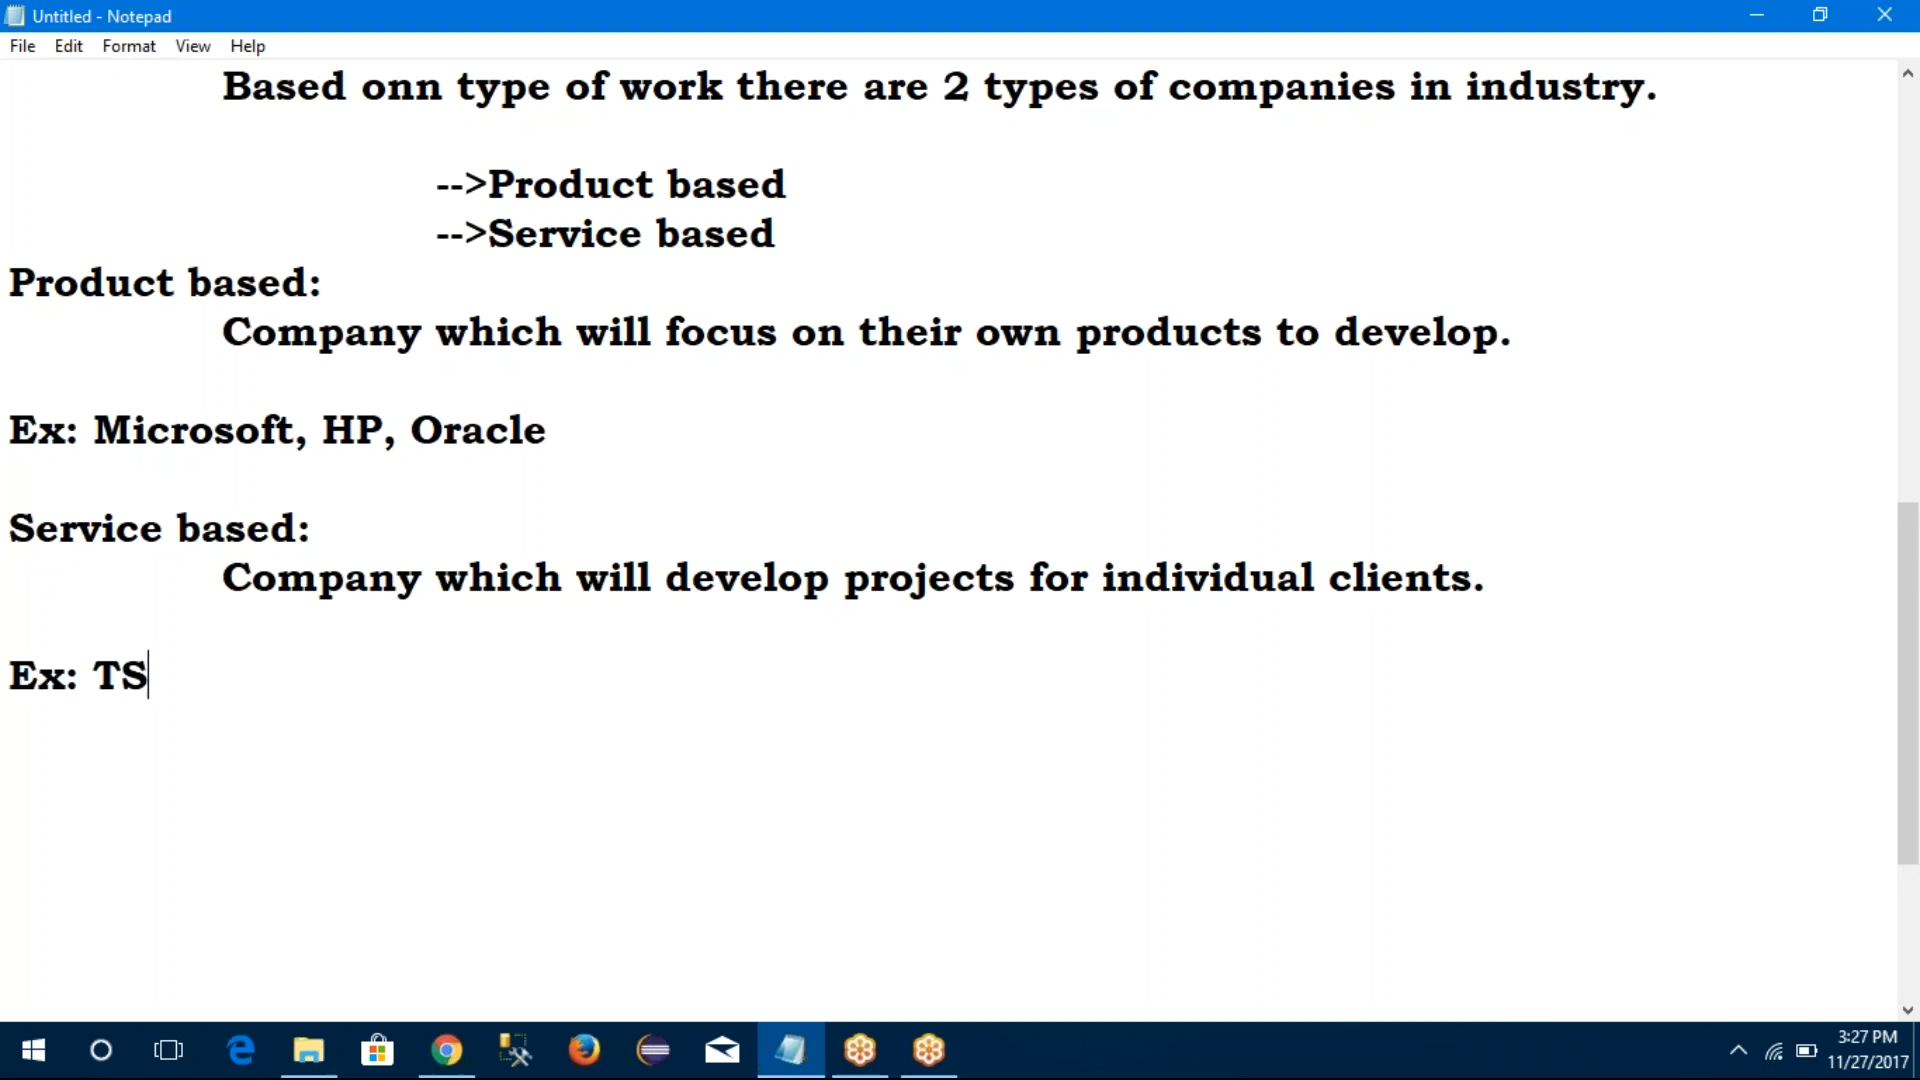 Untitled - Notepad
File Edit Format View Help
Based onn type of work there are 2 types of companies in industry.
-->Product based
-->Service based
Product based:
Company which will focus on their own products to develop.
Ex: Microsoft, HP, Oracle
Service based:
Company which will develop projects for individual clients.
Ex: TS
3:27 PM
11/27/2017